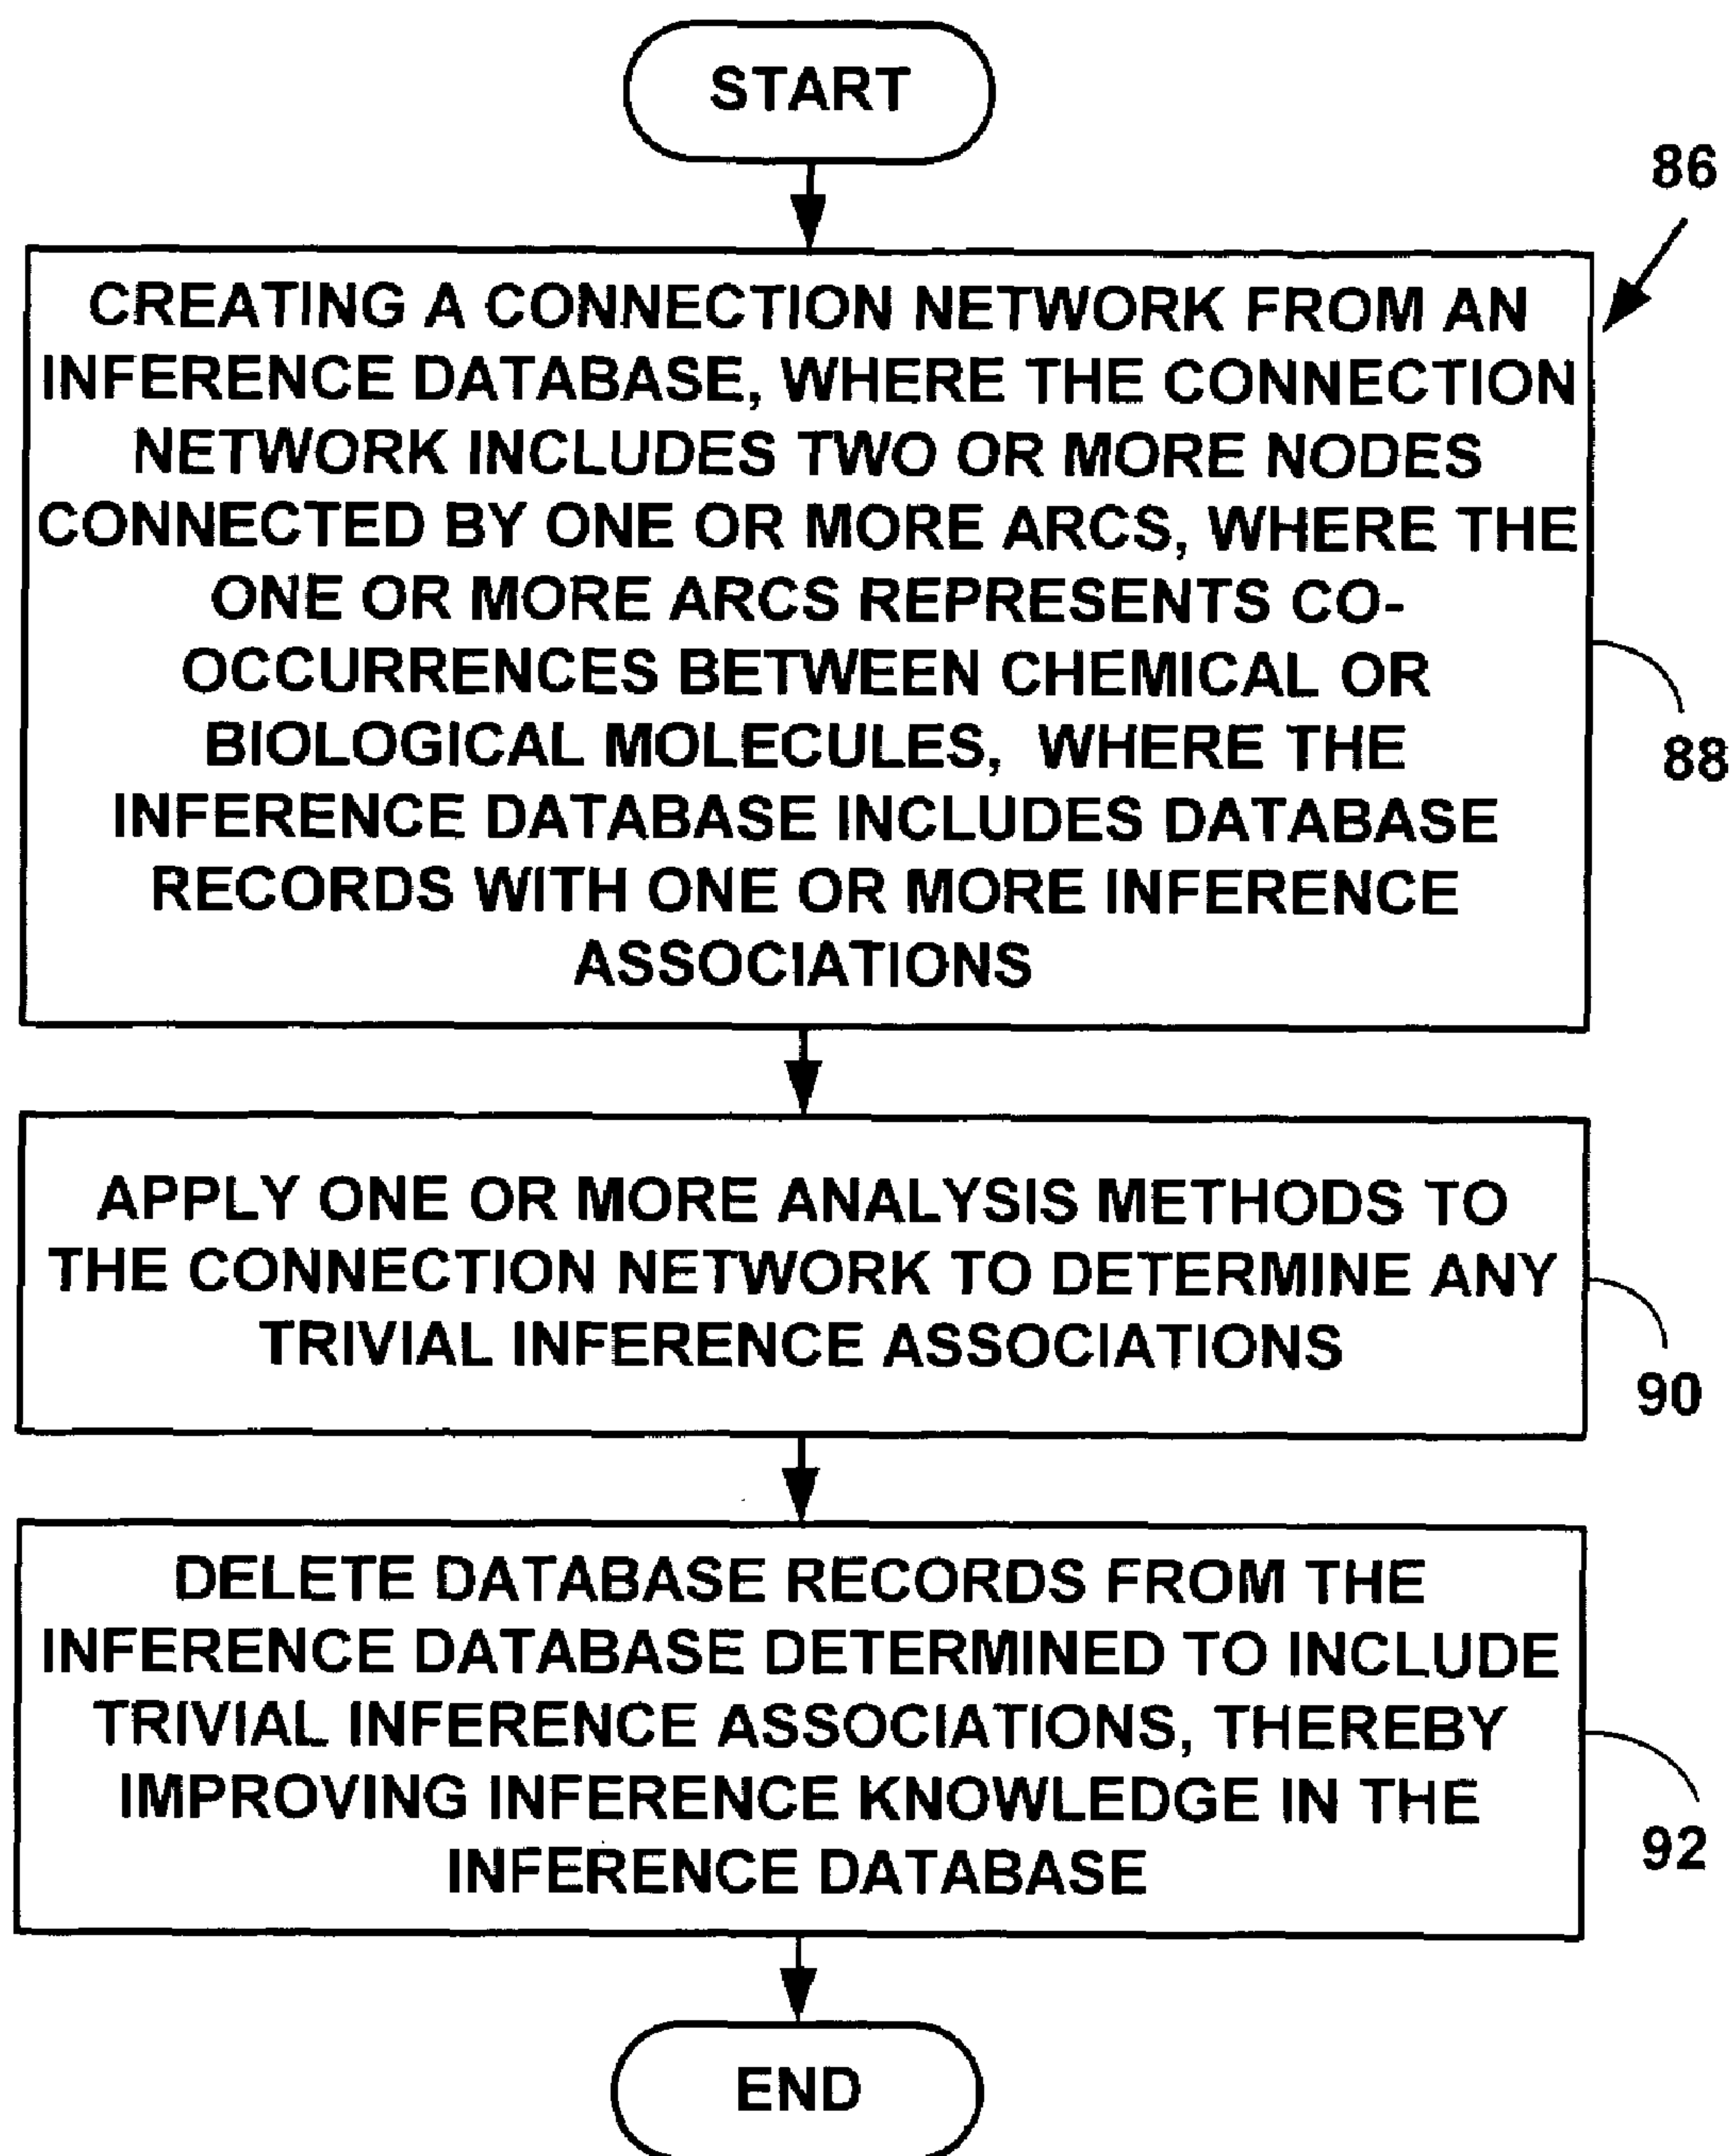 START
86
CREATING A CONNECTION NETWORK FROM AN
INFERENCE DATABASE, WHERE THE CONNECTION
NETWORK INCLUDES TWO OR MORE NODES
CONNECTED BY ONE OR MORE ARCS, WHERE THE
ONE OR MORE ARCS REPRESENTS CO-
OCCURRENCES BETWEEN CHEMICAL OR
BIOLOGICAL MOLECULES, WHERE THE
INFERENCE DATABASE INCLUDES DATABASE
RECORDS WITH ONE OR MORE INFERENCE
ASSOCIATIONS
88
APPLY ONE OR MORE ANALYSIS METHODS TO
THE CONNECTION NETWORK TO DETERMINE ANY
TRIVIAL INFERENCE ASSOCIATIONS
90
DELETE DATABASE RECORDS FROM THE
INFERENCE DATABASE DETERMINED TO INCLUDE
TRIVIAL INFERENCE ASSOCIATIONS, THEREBY
IMPROVING INFERENCE KNOWLEDGE IN THE
INFERENCE DATABASE
92
END